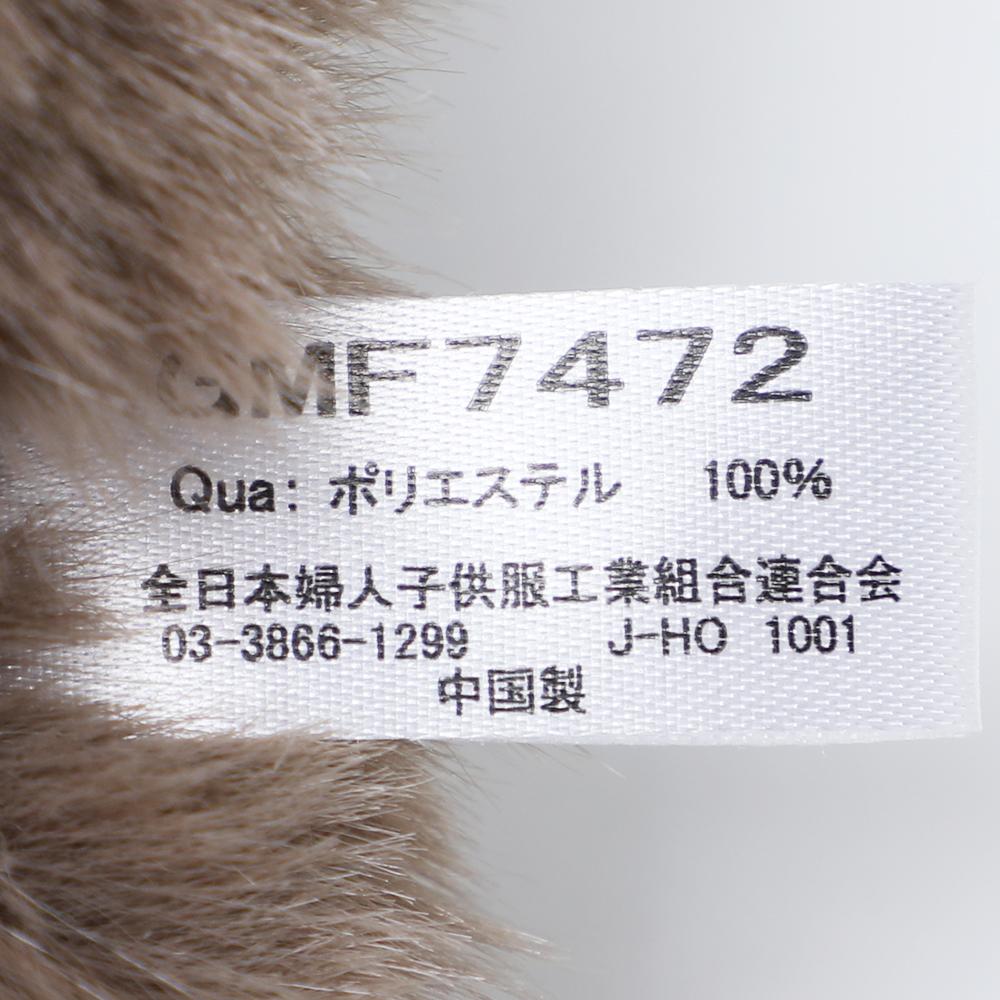 GMF7472
Qua: ポリエステル 100%
全日本婦人子供服工業組合連合会
03-3866-1299 J-HO 1001
中国製